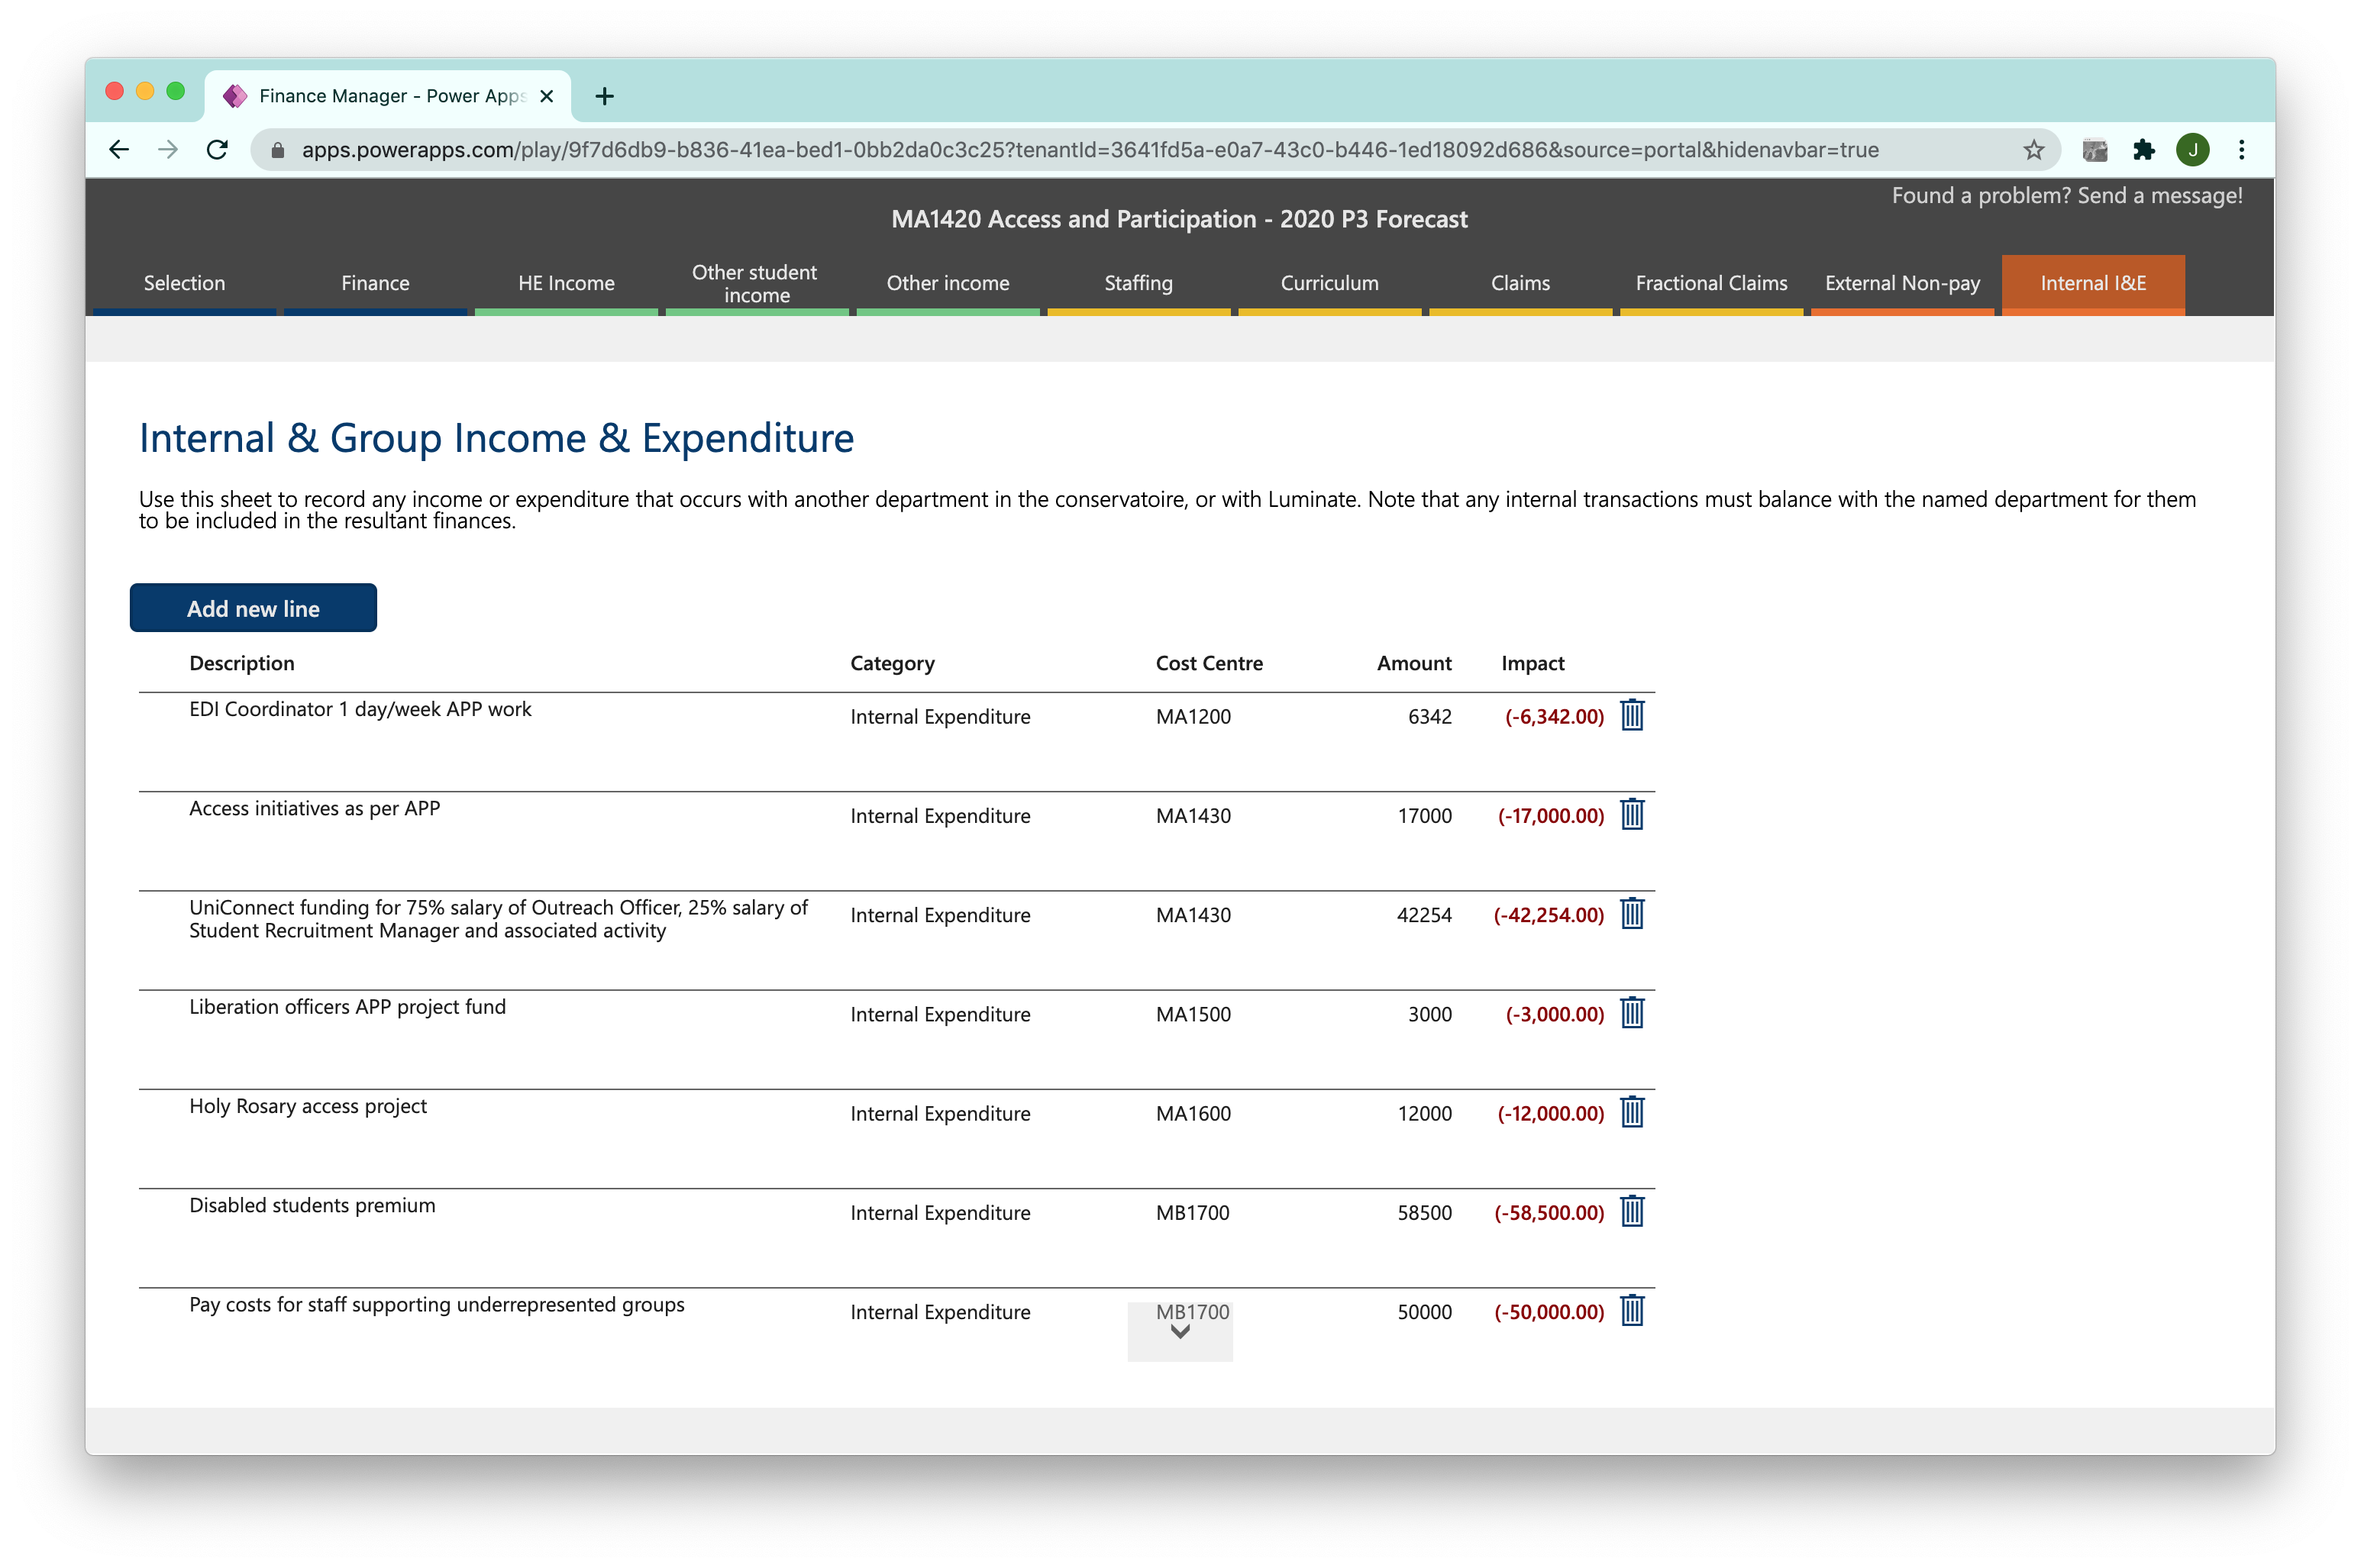 Finance Manager - Power Apps
apps.powerapps.com/play/9f7d6db9-b836-41ea-bed1-0bb2da0c3c25?tenantId=3641fd5a-e0a7-43c0-b446-1ed18092d686&source=portal&hidenavbar=true
J
Found a problem? Send a message!
MA1420 Access and Participation - 2020 P3 Forecast
Selection
Finance
HE Income
Other student
income
Other income
Staffing
Curriculum
Claims
Fractional Claims
External Non-pay
Internal I&E
Internal & Group Income & Expenditure
Use this sheet to record any income or expenditure that occurs with another department in the conservatoire, or with Luminate. Note that any internal transactions must balance with the named department for them
to be included in the resultant finances.
Add new line
Description Category Cost Centre Amount Impact
EDI Coordinator 1 day/week APP work Internal Expenditure MA1200 6342 (-6,342.00)
Access initiatives as per APP Internal Expenditure MA1430 17000 (-17,000.00)
UniConnect funding for 75% salary of Outreach Officer, 25% salary of
Student Recruitment Manager and associated activity
Internal Expenditure MA1430 42254 (-42,254.00)
Liberation officers APP project fund Internal Expenditure MA1500 3000 (-3,000.00)
Holy Rosary access project Internal Expenditure MA1600 12000 (-12,000.00)
Disabled students premium Internal Expenditure MB1700 58500 (-58,500.00)
Pay costs for staff supporting underrepresented groups Internal Expenditure MB1700 50000 (-50,000.00)